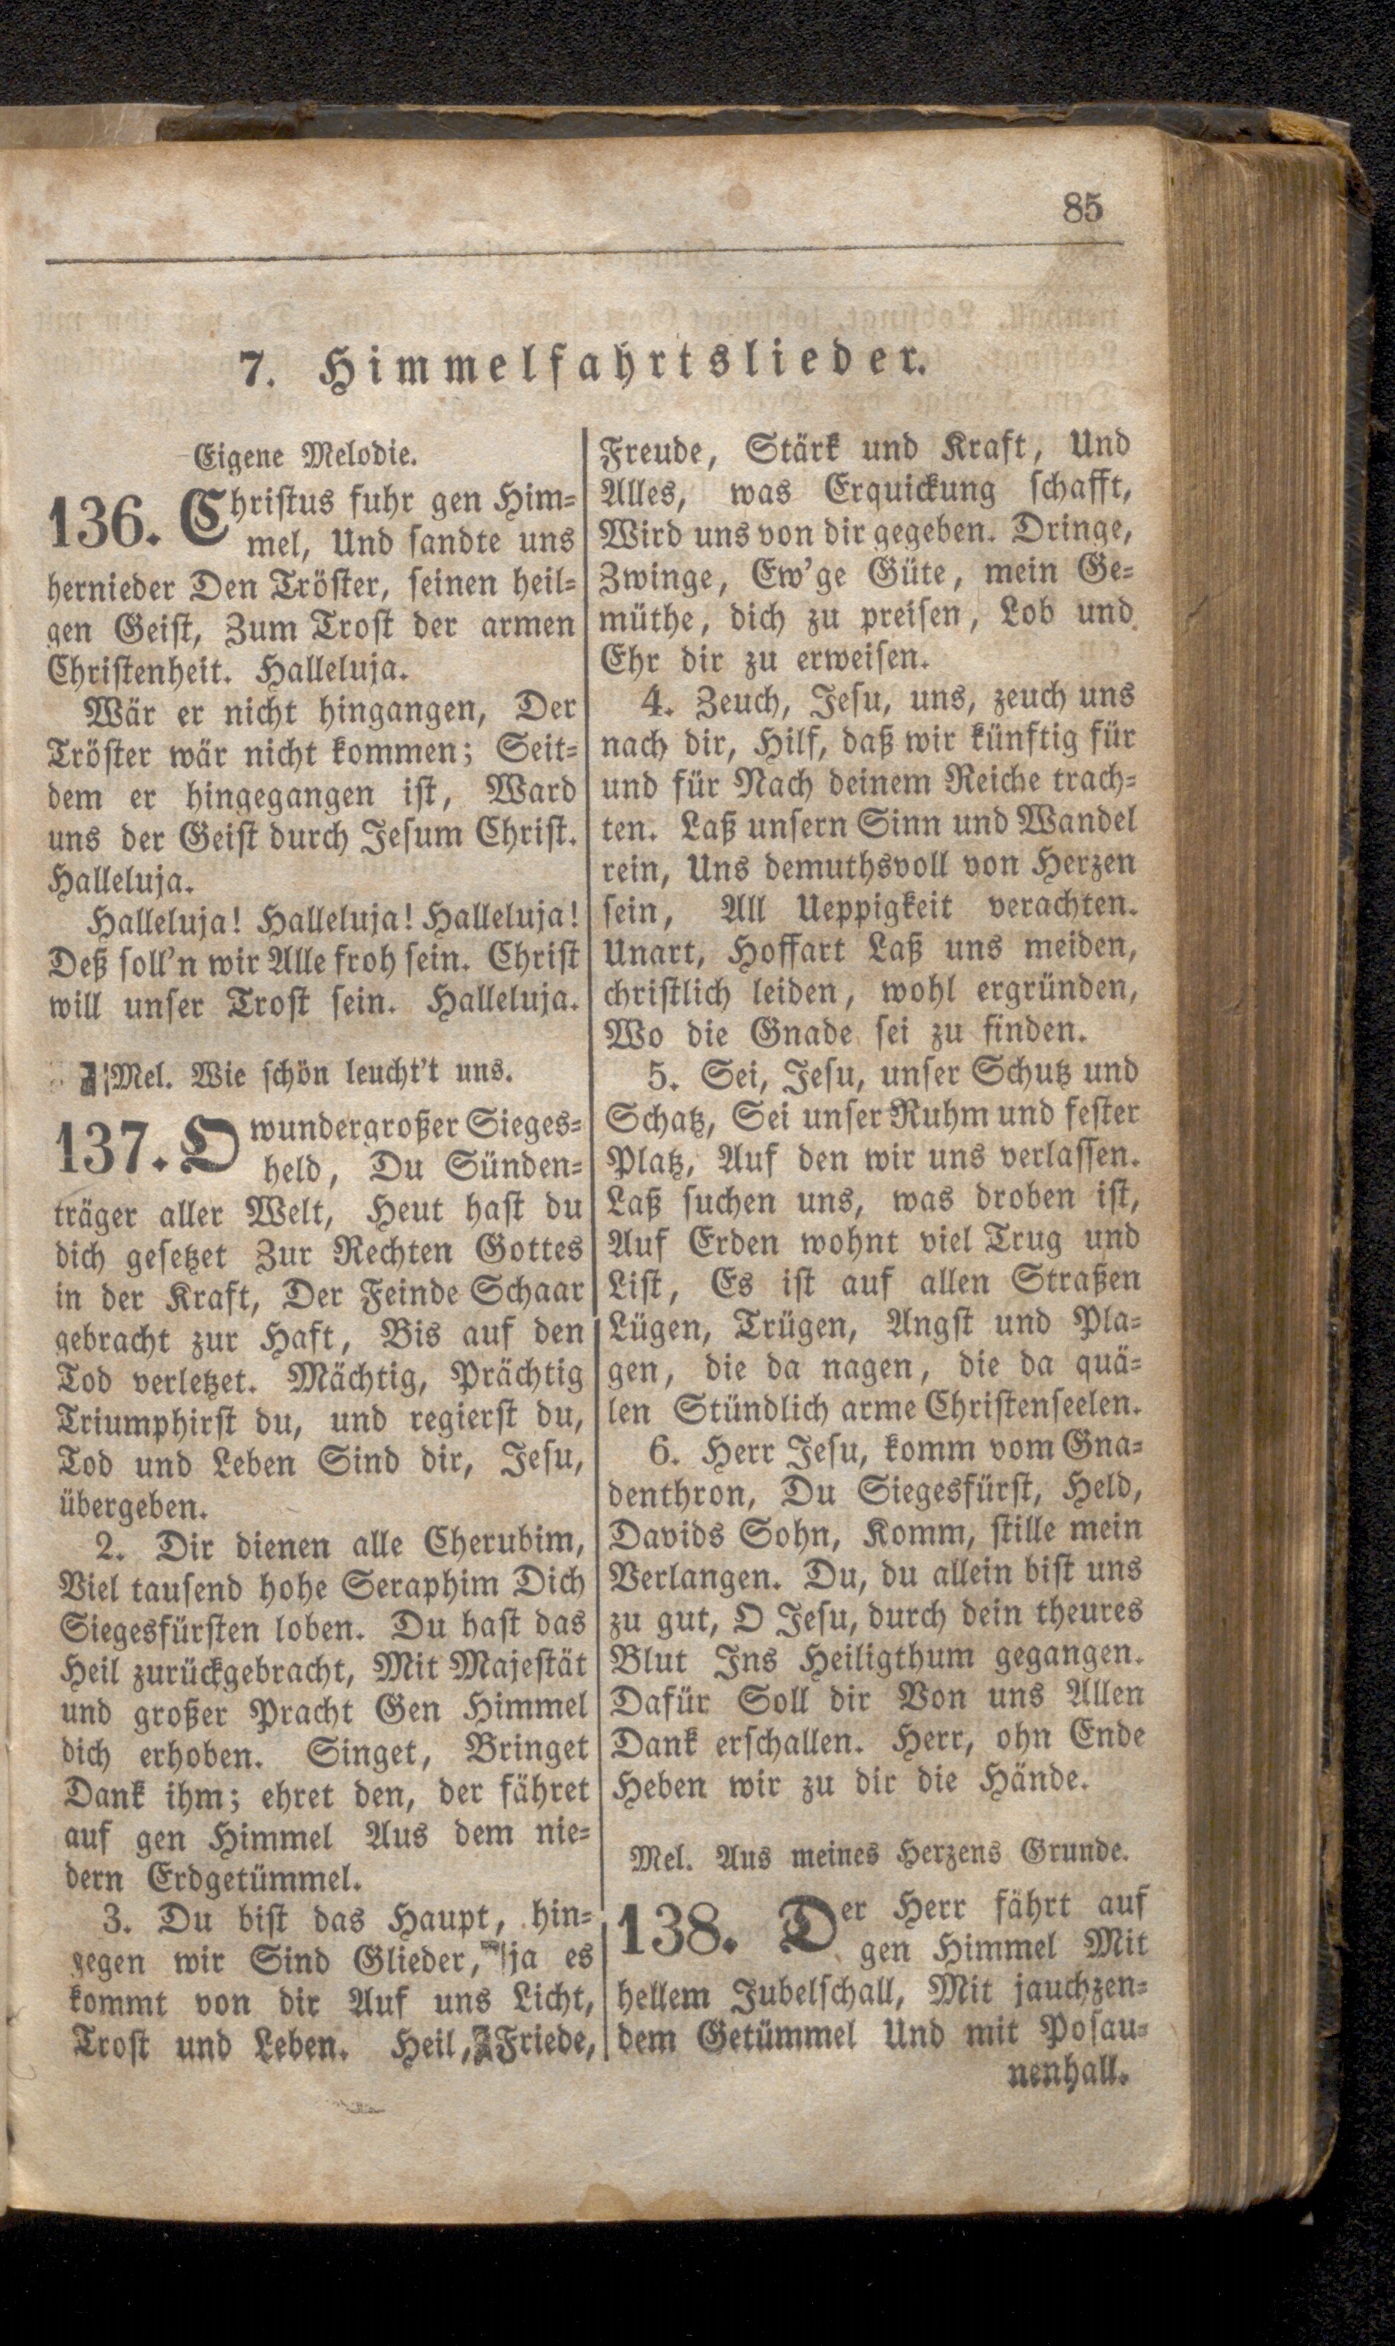 85
7. Himmelfahrtslieder.
Eigene Melodie.
136. Christus fuhr gen Him-
mel, Und sandte uns
hernieder Den Tröster, seinen heil-
gen Geist, Zum Trost der armen
Christenheit. Halleluja.
Wär er nicht hingangen, Der
Tröster wär nicht kommen; Seit-
dem er hingegangen ist, Ward
uns der Geist durch Jesum Christ.
Halleluja.
Halleluja! Halleluja! Halleluja!
Deß soll'n wir Alle froh sein. Christ
will unser Trost sein. Halleluja.
Mel. Wie schön leucht't uns.
137. O wundergroßer Sieges-
held, Du Sünden-
träger aller Welt, Heut hast du
dich gesetzet Zur Rechten Gottes
in der Kraft, Der Feinde Schaar
gebracht zur Haft, Bis auf den
Tod verletzet. Mächtig, Prächtig
Triumphirst du, und regierst du,
Tod und Leben Sind dir, Jesu,
übergeben.
2. Dir dienen alle Cherubim,
Viel tausend hohe Seraphim Dich
Siegesfürsten loben. Du hast das
Heil zurückgebracht, Mit Majestät
und großer Pracht Gen Himmel
dich erhoben. Singet, Bringet
Dank ihm; ehret den, der fähret
auf gen Himmel Aus dem nie-
dern Erdgetümmel.
3. Du bist das Haupt, hin-
gegen wir Sind Glieder, ja es
kommt von dir Auf uns Licht,
Trost und Leben. Heil, Friede,
Freude, Stärk und Kraft, Und
Alles, was Erquickung schafft,
Wird uns von dir gegeben. Dringe,
Zwinge, Ew'ge Güte, mein Ge-
müthe, dich zu preisen, Lob und
Ehr dir zu erweisen.
4. Zeuch, Jesu, uns, zeuch uns
nach dir, Hilf, daß wir künftig für
und für Nach deinem Reiche trach-
ten. Laß unsern Sinn und Wandel
rein, Uns demuthsvoll von Herzen
sein, All Ueppigkeit verachten.
Unart, Hoffart Laß uns meiden,
christlich leiden, wohl ergründen,
Wo die Gnade sei zu finden.
5. Sei, Jesu, unser Schutz und
Schatz, Sei unser Ruhm und fester
Platz, Auf den wir uns verlassen.
Laß suchen uns, was droben ist,
Auf Erden wohnt viel Trug und
List, Es ist auf allen Straßen
Lügen, Trügen, Angst und Pla-
gen, die da nagen, die da quä-
len Stündlich arme Christenseelen.
6. Herr Jesu, komm vom Gna-
denthron, Du Siegesfürst, Held,
Davids Sohn, Komm, stille mein
Verlangen. Du, du allein bist uns
zu gut, O Jesu, durch dein theures
Blut Ins Heiligthum gegangen.
Dafür Soll dir Von uns Allen
Dank erschallen. Herr, ohn Ende
Heben wir zu dir die Hände.
Mel. Aus meines Herzens Grunde.
138. Der Herr fährt auf
gen Himmel Mit
hellem Jubelschall, Mit jauchzen-
dem Getümmel Und mit Posau-
nenhall.